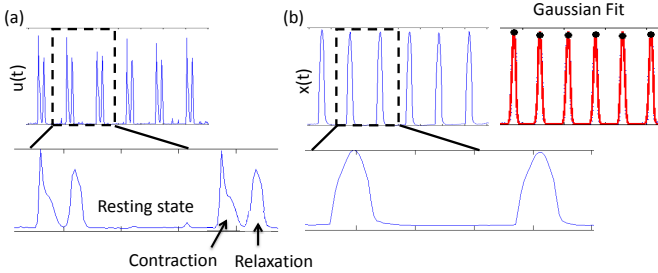 (a)
u(t)
Resting state
Contraction
Relaxation
(b)
x(t)
Gaussian Fit